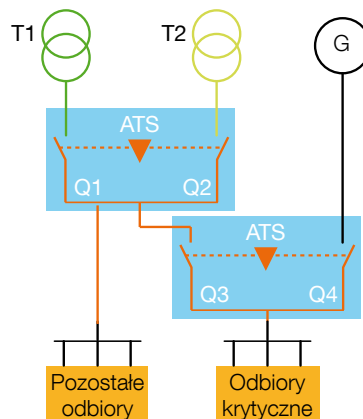 T1
T2
G
ATS
Q1
Q2
ATS
Q3
Q4
Pozostałe
odbiory
Odbiory
krytyczne